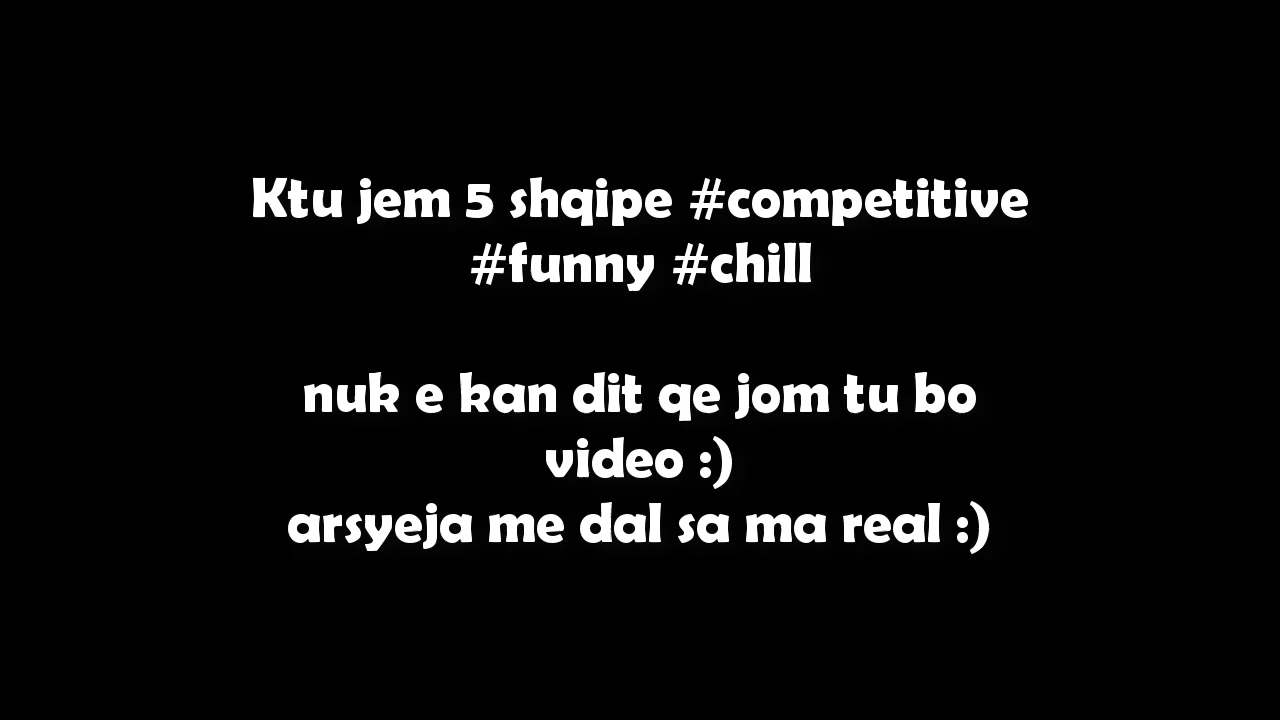 Ktu jem 5 shqipe #competitive
#funny #chill
nuk e kan dit qe jom tu bo
video :)
arsyeja me dal sa ma real :)